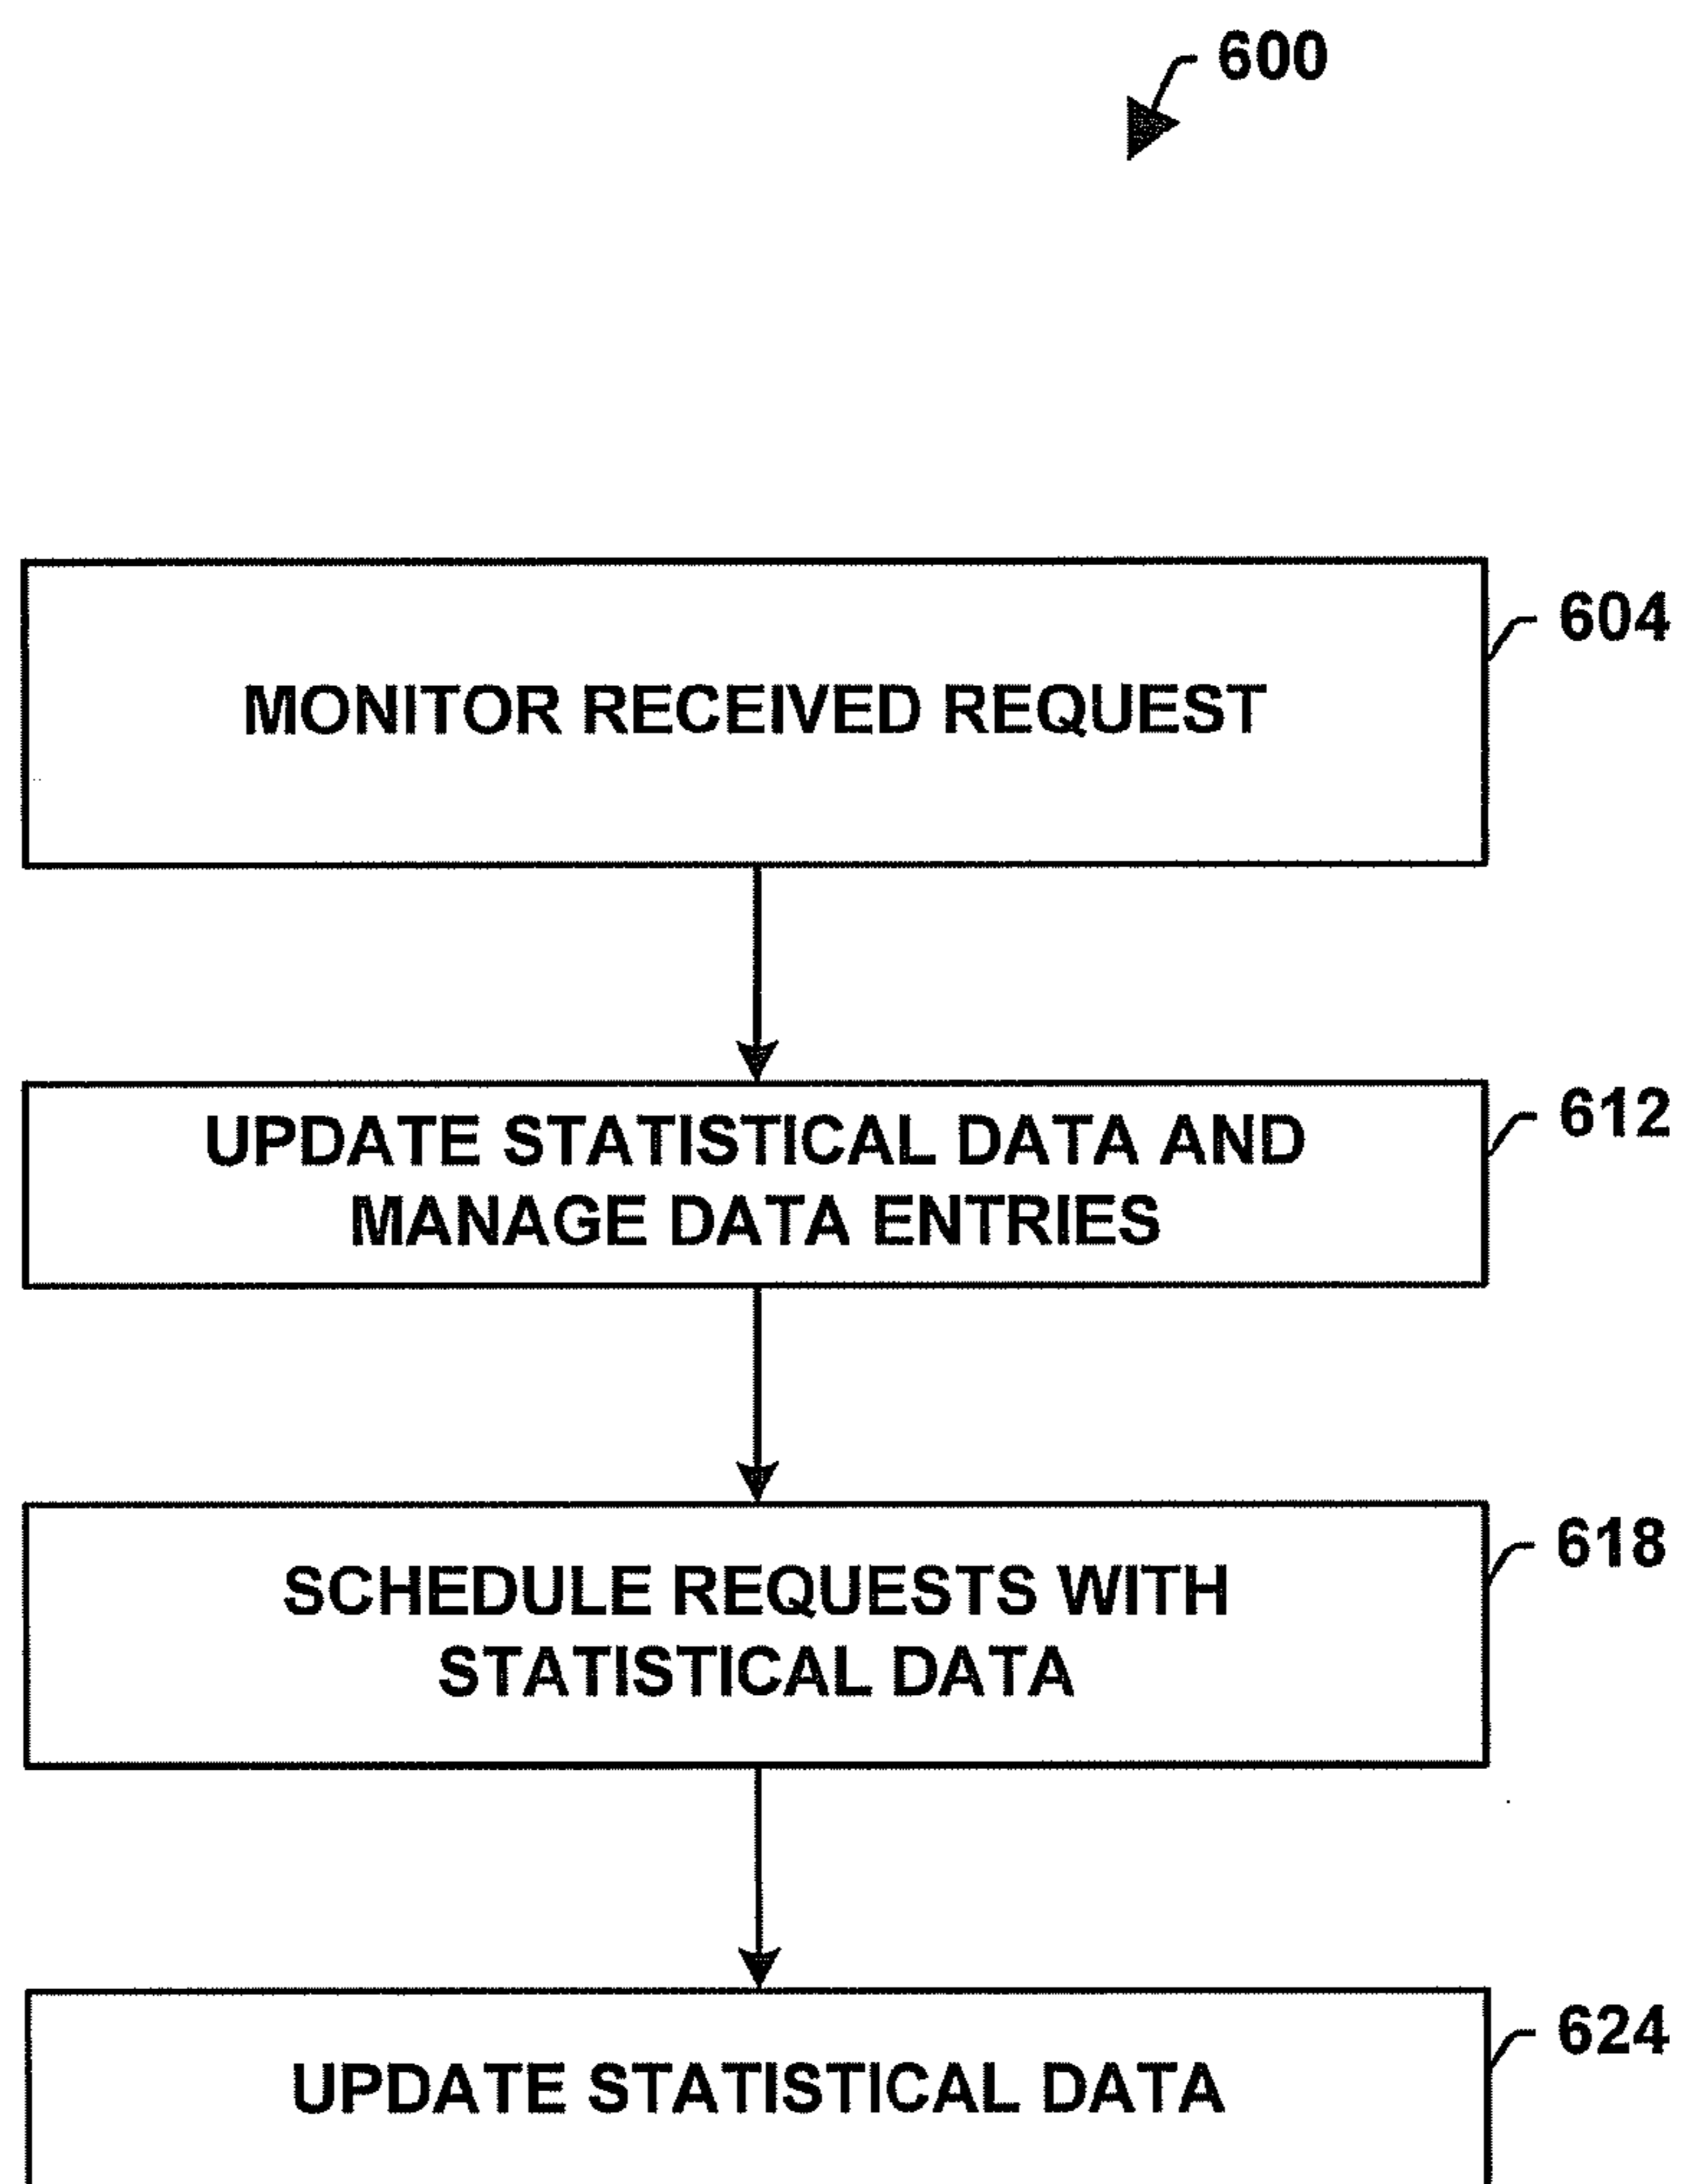 600
604
MONITOR RECEIVED REQUEST
612
UPDATE STATISTICAL DATA AND
MANAGE DATA ENTRIES
618
SCHEDULE REQUESTS WITH
STATISTICAL DATA
624
UPDATE STATISTICAL DATA